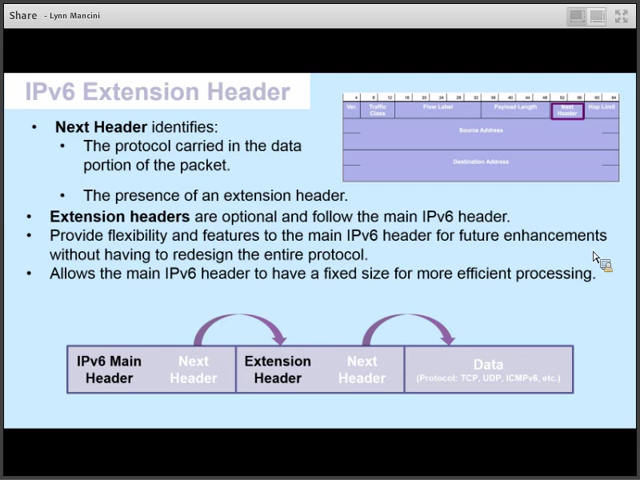 Share - Lynn Mancini
IPv6 Extension Header
Ver. Traffic Class Flow Label Payload Length Next Header Hop Limit
Source Address
Destination Address
• Next Header identifies:
• The protocol carried in the data
portion of the packet.
• The presence of an extension header.
• Extension headers are optional and follow the main IPv6 header.
• Provide flexibility and features to the main IPv6 header for future enhancements
without having to redesign the entire protocol.
• Allows the main IPv6 header to have a fixed size for more efficient processing.
IPv6 Main Next Extension Next Data
Header Header Header Header (Protocol: TCP, UDP, ICMPv6, etc.)